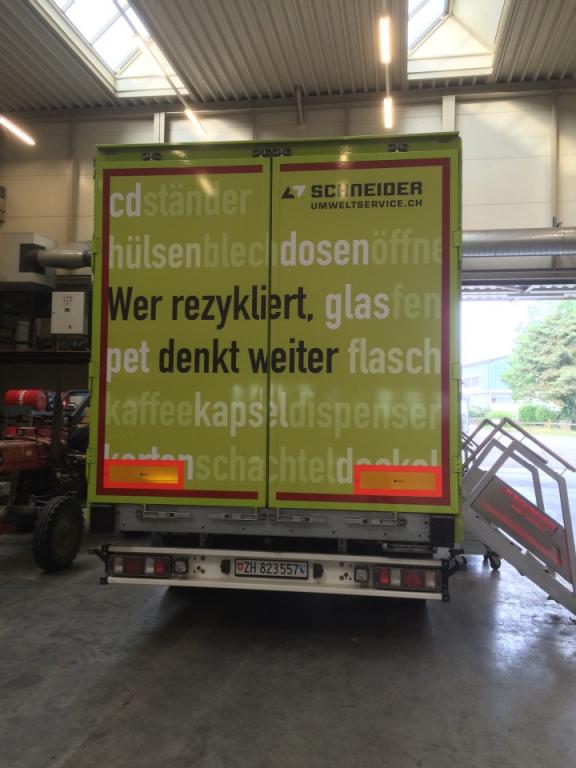 SCHNEIDER
UMWELTSERVICE.CH
cdständer
hülsenblechdosenöffne
Wer rezykliert, glasfen
pet denkt weiter flasch
kaffeekapseldispenser
kartonschachteldeckel
ZH 823557